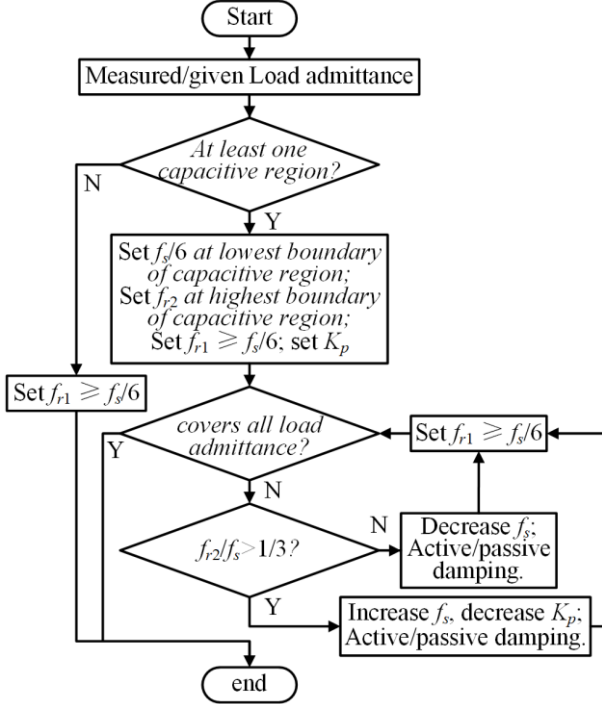 Start
Measured/given Load admittance
At least one
capacitive region?
N
Y
Set fs/6 at lowest boundary
of capacitive region;
Set fr2 at highest boundary
of capacitive region;
Set fr1 ≥ fs/6; set Kp
Set fr1 ≥ fs/6
covers all load
admittance?
Y
Set fr1 ≥ fs/6
N
fr2/fs>1/3?
N
Decrease fs;
Active/passive
damping.
Y
Increase fs, decrease Kp;
Active/passive damping.
end